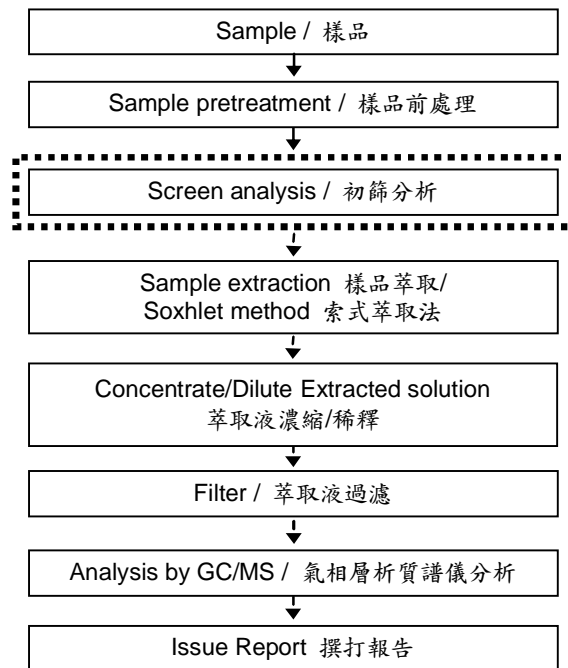 Sample / 樣品
Sample pretreatment / 樣品前處理
Screen analysis / 初篩分析
Sample extraction 樣品萃取/
Soxhlet method 索式萃取法
Concentrate/Dilute Extracted solution
萃取液濃縮/稀釋
Filter / 萃取液過濾
Analysis by GC/MS / 氣相層析質譜儀分析
Issue Report 撰打報告